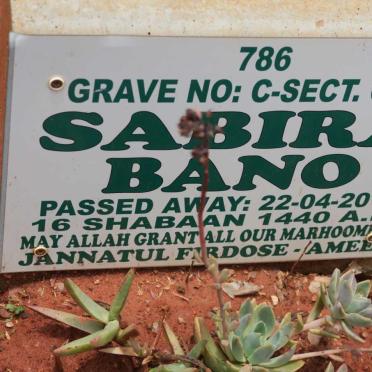 786
GRAVE NO: C-SECT.
SABIRA
BANO
PASSED AWAY: 22-04-20
16 SHABAAN 1440 A.
MAY ALLAH GRANT ALL OUR MARHOOM
JANNATUL FIRDOSE - AMEE